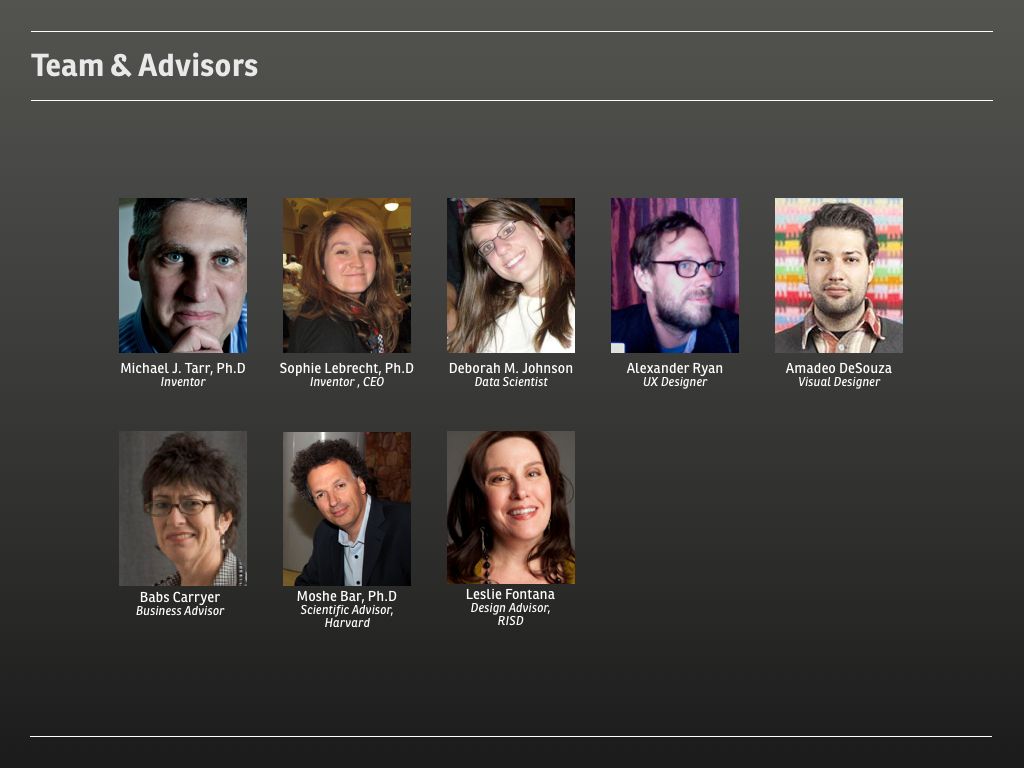 Team & Advisors
Michael J. Tarr, Ph.D
Inventor
Sophie Lebrecht, Ph.D
Inventor , CEO
Deborah M. Johnson
Data Scientist
Alexander Ryan
UX Designer
Amadeo DeSouza
Visual Designer
Babs Carryer
Business Advisor
Moshe Bar, Ph.D
Scientific Advisor,
Harvard
Leslie Fontana
Design Advisor,
RISD